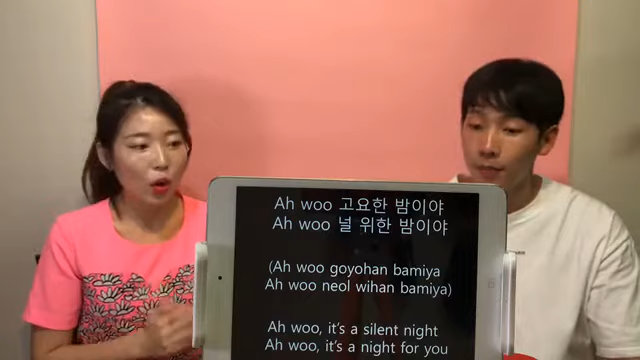 Ah woo 고요한 밤이야
Ah woo 널 위한 밤이야
(Ah woo goyohan bamiya
Ah woo neol wihan bamiya)
Ah woo, it's a silent night
Ah woo, it's a night for you